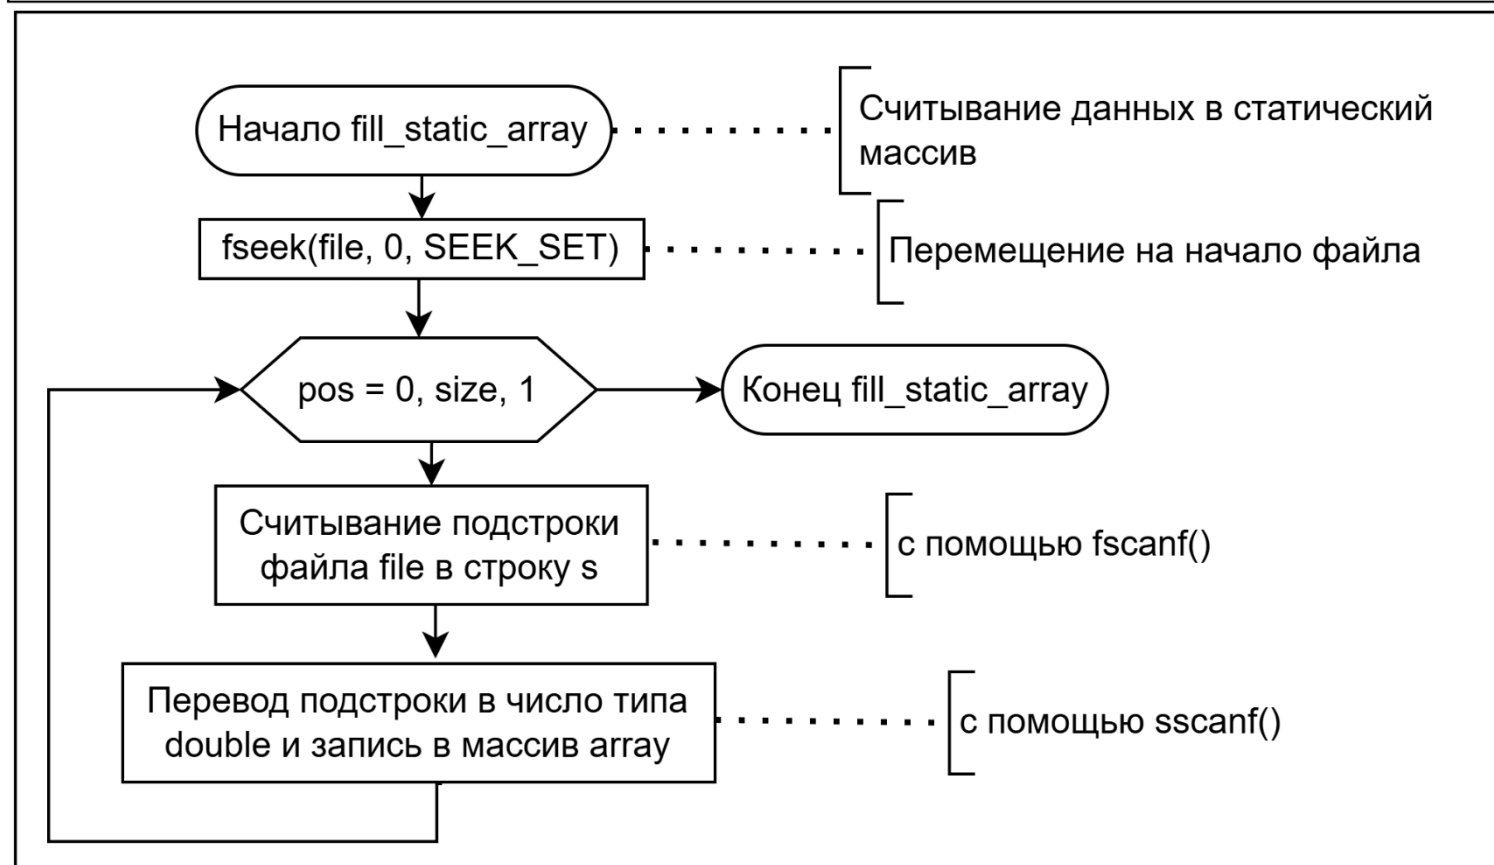 Начало fill_static_array
Считывание данных в статический
массив
fseek(file, 0, SEEK_SET)
Перемещение на начало файла
pos = 0, size, 1
Конец fill_static_array
Считывание подстроки
файла file в строку s
с помощью fscanf()
Перевод подстроки в число типа
double и запись в массив array
с помощью sscanf()